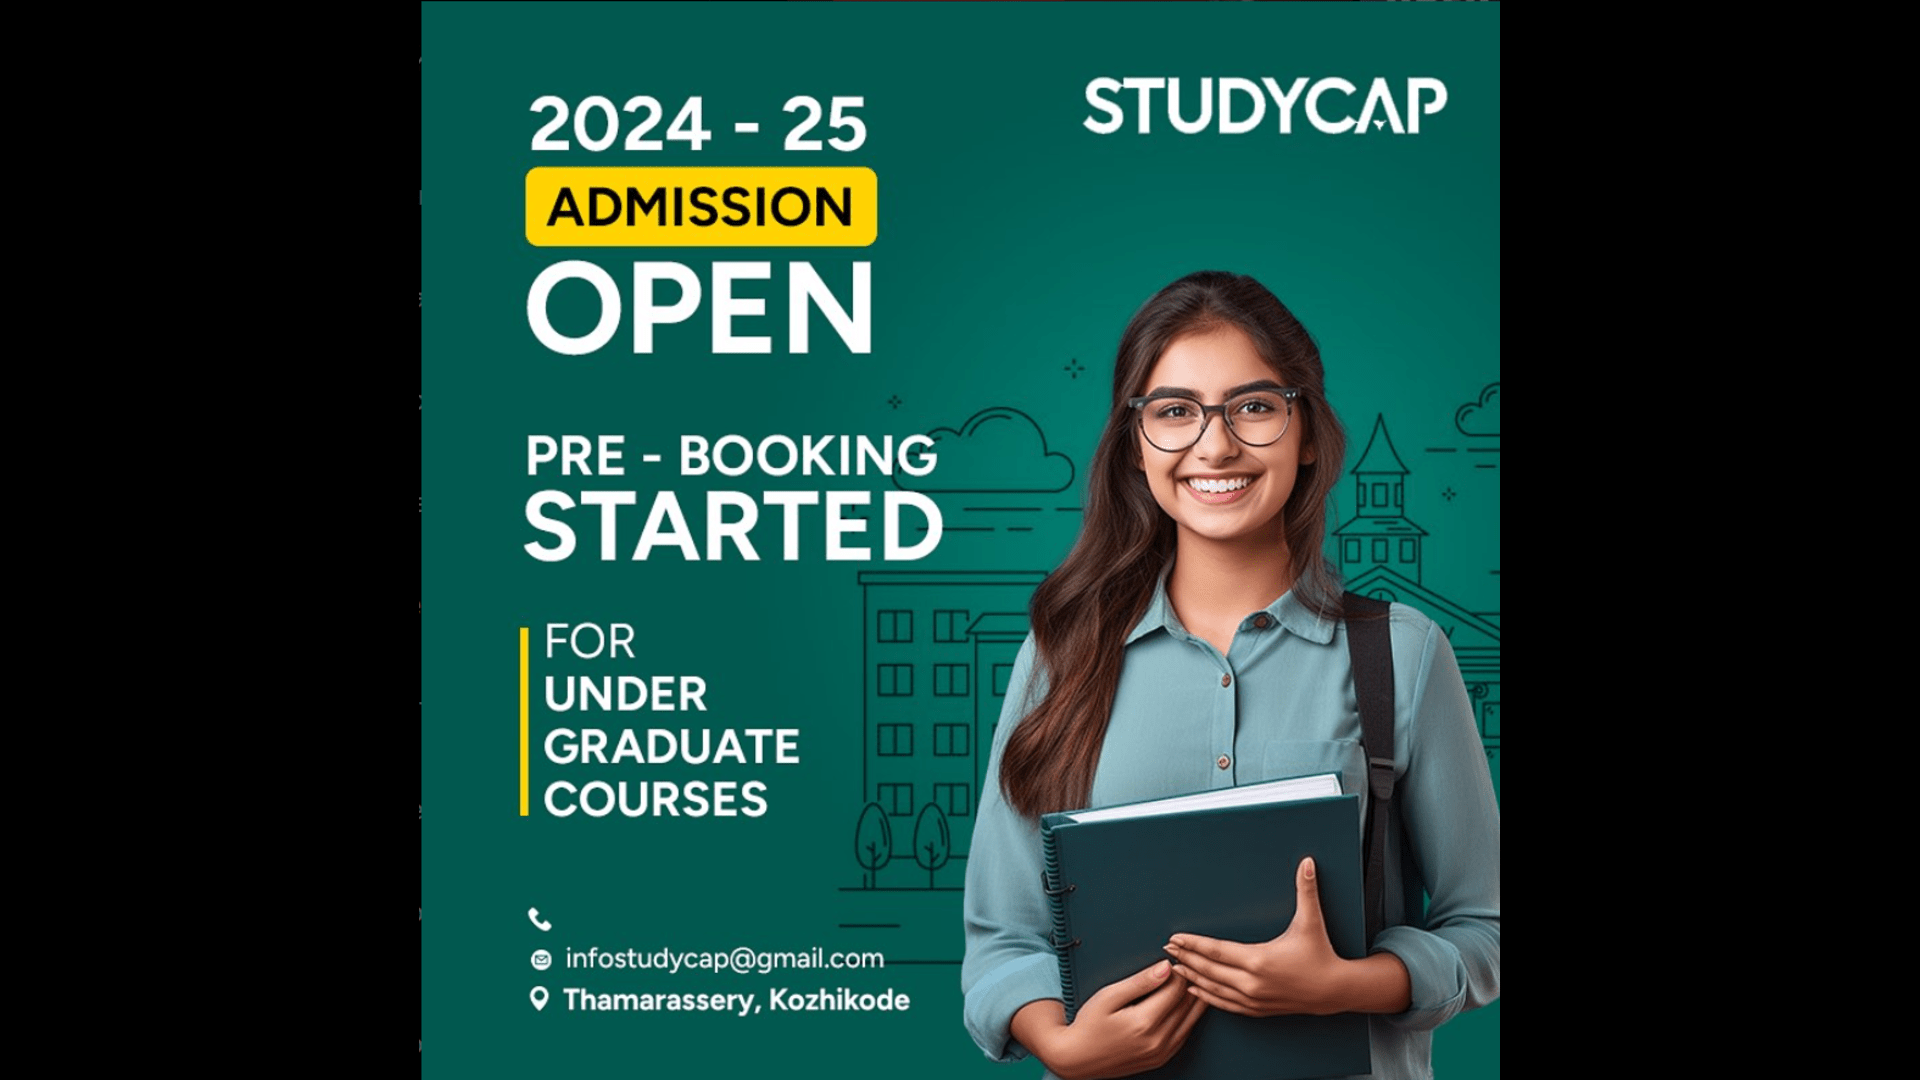 2024 - 25
ADMISSION
OPEN
STUDYCAP
PRE - BOOKING
STARTED
FOR
UNDER
GRADUATE
COURSES
infostudycap@gmail.com
Thamarassery, Kozhikode